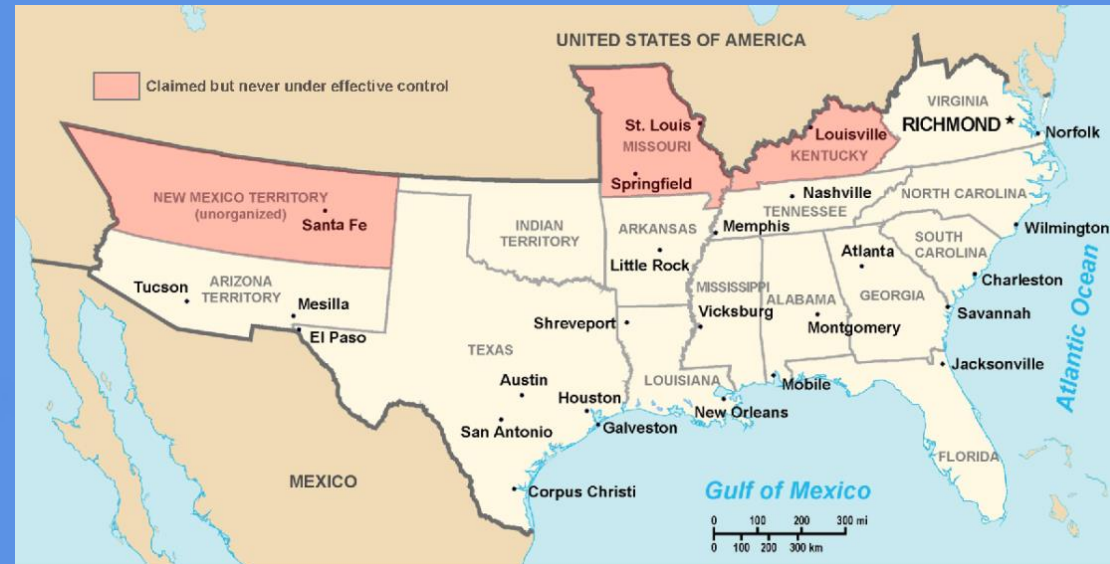 UNITED STATES OF AMERICA
Claimed but never under effective control
VIRGINIA
RICHMOND
Norfolk
St. Louis
MISSOURI
Louisville
KENTUCKY
Springfield
NEW MEXICO TERRITORY
(unorganized)
Santa Fe
Nashville
TENNESSEE
NORTH CAROLINA
INDIAN
TERRITORY
ARKANSAS
Memphis
Wilmington
Little Rock
Atlanta
SOUTH
CAROLINA
Charleston
ARIZONA
TERRITORY
Tucson
Mesilla
El Paso
MISSISSIPPI
Vicksburg
ALABAMA
Montgomery
GEORGIA
Savannah
Shreveport
TEXAS
Jacksonville
Austin
LOUISIANA
Mobile
Houston
New Orleans
San Antonio
Galveston
Atlantic Ocean
FLORIDA
MEXICO
Corpus Christi
Gulf of Mexico
0 100 200 300 mi
0 100 200 300 km